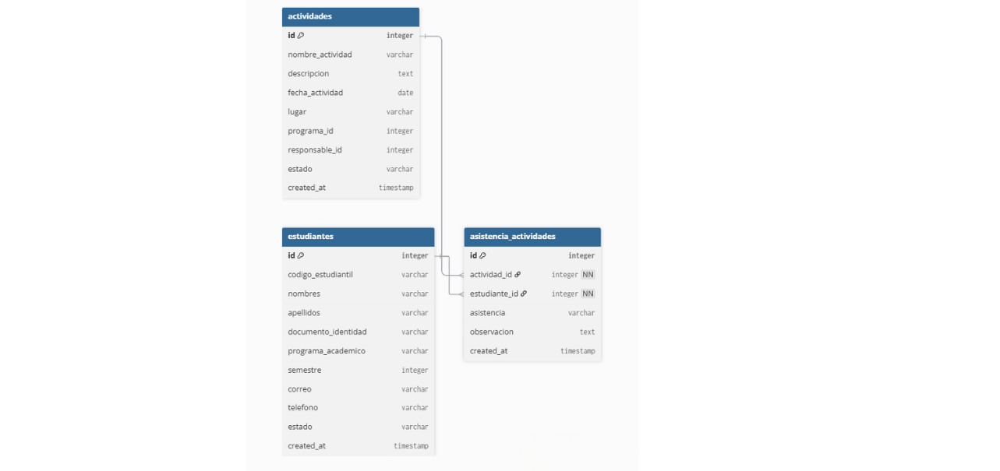 actividades
id integer
nombre_actividad varchar
descripcion text
fecha_actividad date
lugar varchar
programa_id integer
responsable_id integer
estado varchar
created_at timestamp
estudiantes
id integer
codigo_estudiantil varchar
nombres varchar
apellidos varchar
documento_identidad varchar
programa_academico varchar
semestre integer
correo varchar
telefono varchar
estado varchar
created_at timestamp
asistencia_actividades
id integer
actividad_id integer NN
estudiante_id integer NN
asistencia varchar
observacion text
created_at timestamp